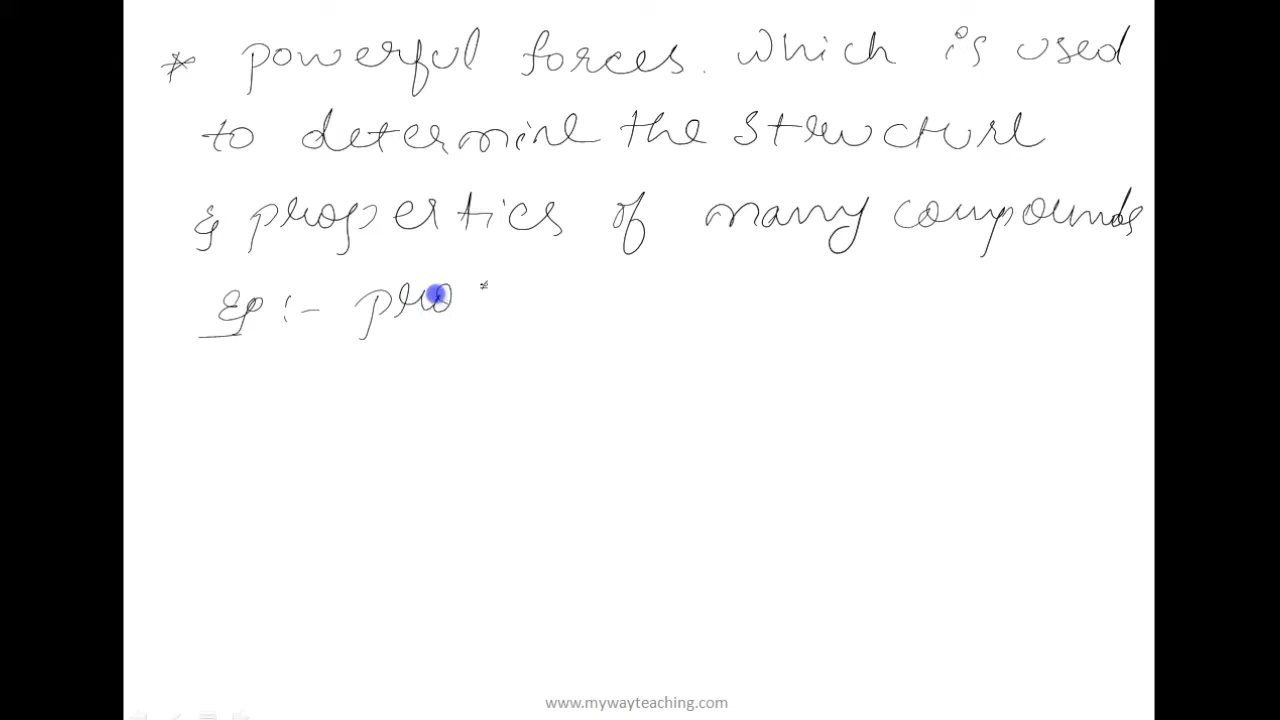 * powerful forces. which is used
to determine the structure
& properties of many compounds
Eg :- pro
www.mywayteaching.com